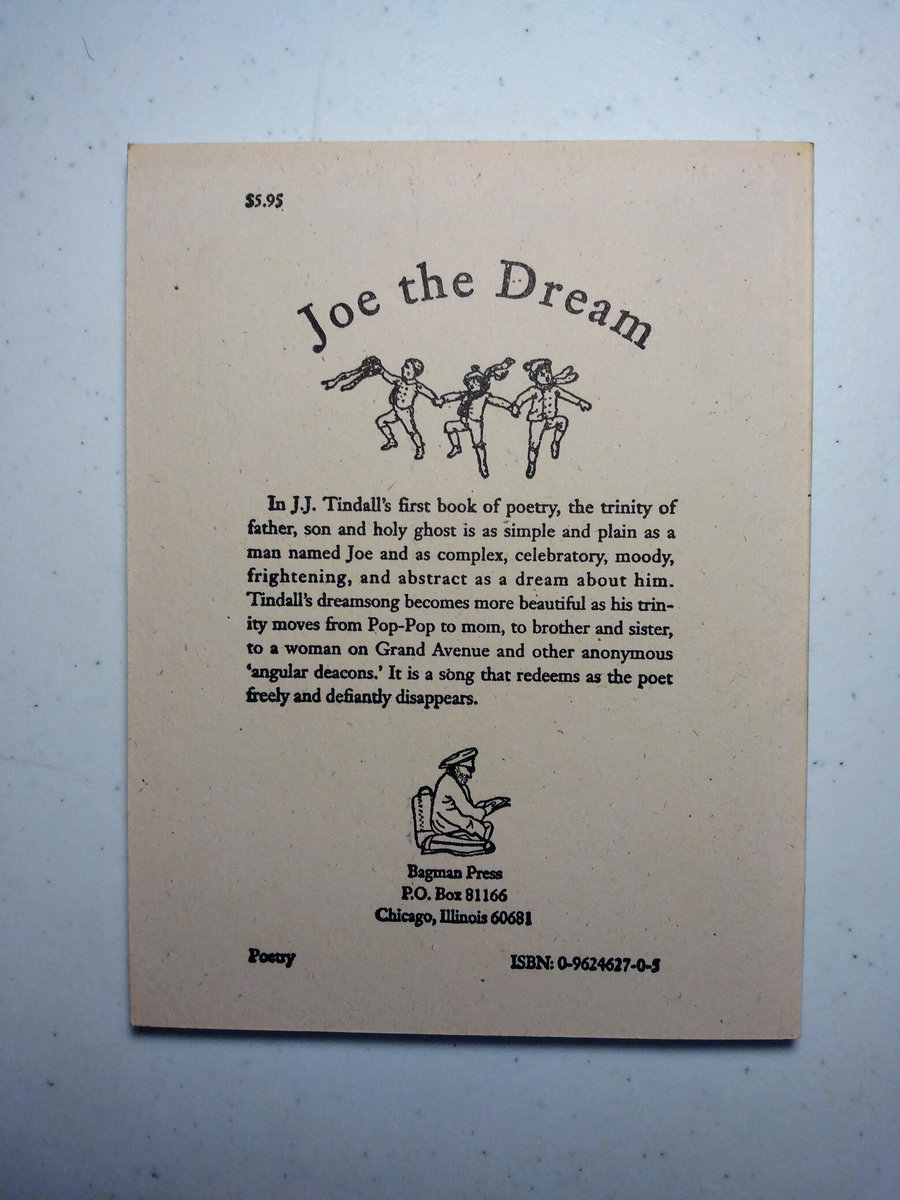 $5.95
Joe the Dream
In J.J. Tindall's first book of poetry, the trinity of
father, son and holy ghost is as simple and plain as a
man named Joe and as complex, celebratory, moody,
frightening, and abstract as a dream about him.
Tindall's dreamsong becomes more beautiful as his trin-
ity moves from Pop-Pop to mom, to brother and sister,
to a woman on Grand Avenue and other anonymous
'angular deacons.' It is a song that redeems as the poet
freely and defiantly disappears.
Bagman Press
P.O. Box 81166
Chicago, Illinois 60681
Poetry
ISBN: 0-9624627-0-5